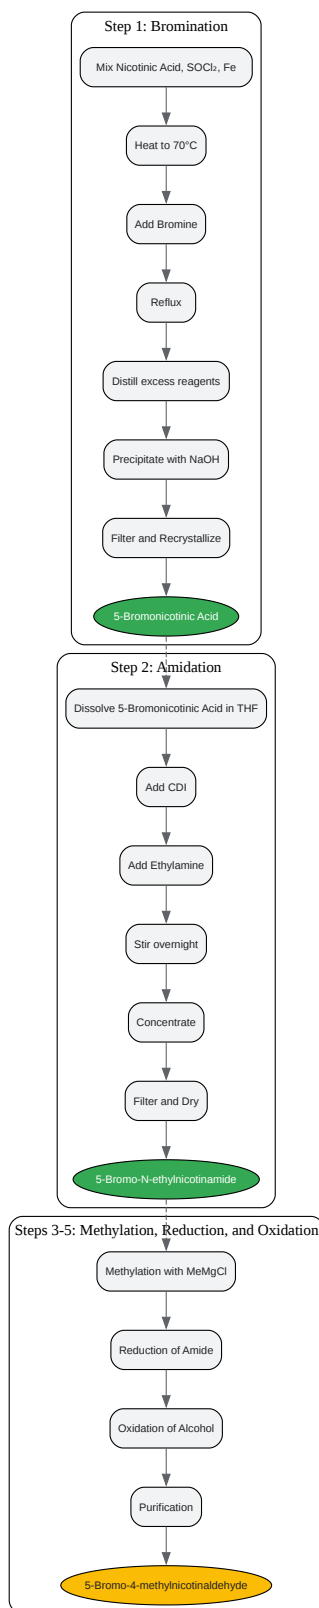 Step 1: Bromination
Mix Nicotinic Acid, SOCl₂, Fe
Heat to 70°C
Add Bromine
Reflux
Distill excess reagents
Precipitate with NaOH
Filter and Recrystallize
5-Bromonicotinic Acid
Step 2: Amidation
Dissolve 5-Bromonicotinic Acid in THF
Add CDI
Add Ethylamine
Stir overnight
Concentrate
Filter and Dry
5-Bromo-N-ethylnicotinamide
Steps 3-5: Methylation, Reduction, and Oxidation
Methylation with MeMgCl
Reduction of Amide
Oxidation of Alcohol
Purification
5-Bromo-4-methylnicotinaldehyde